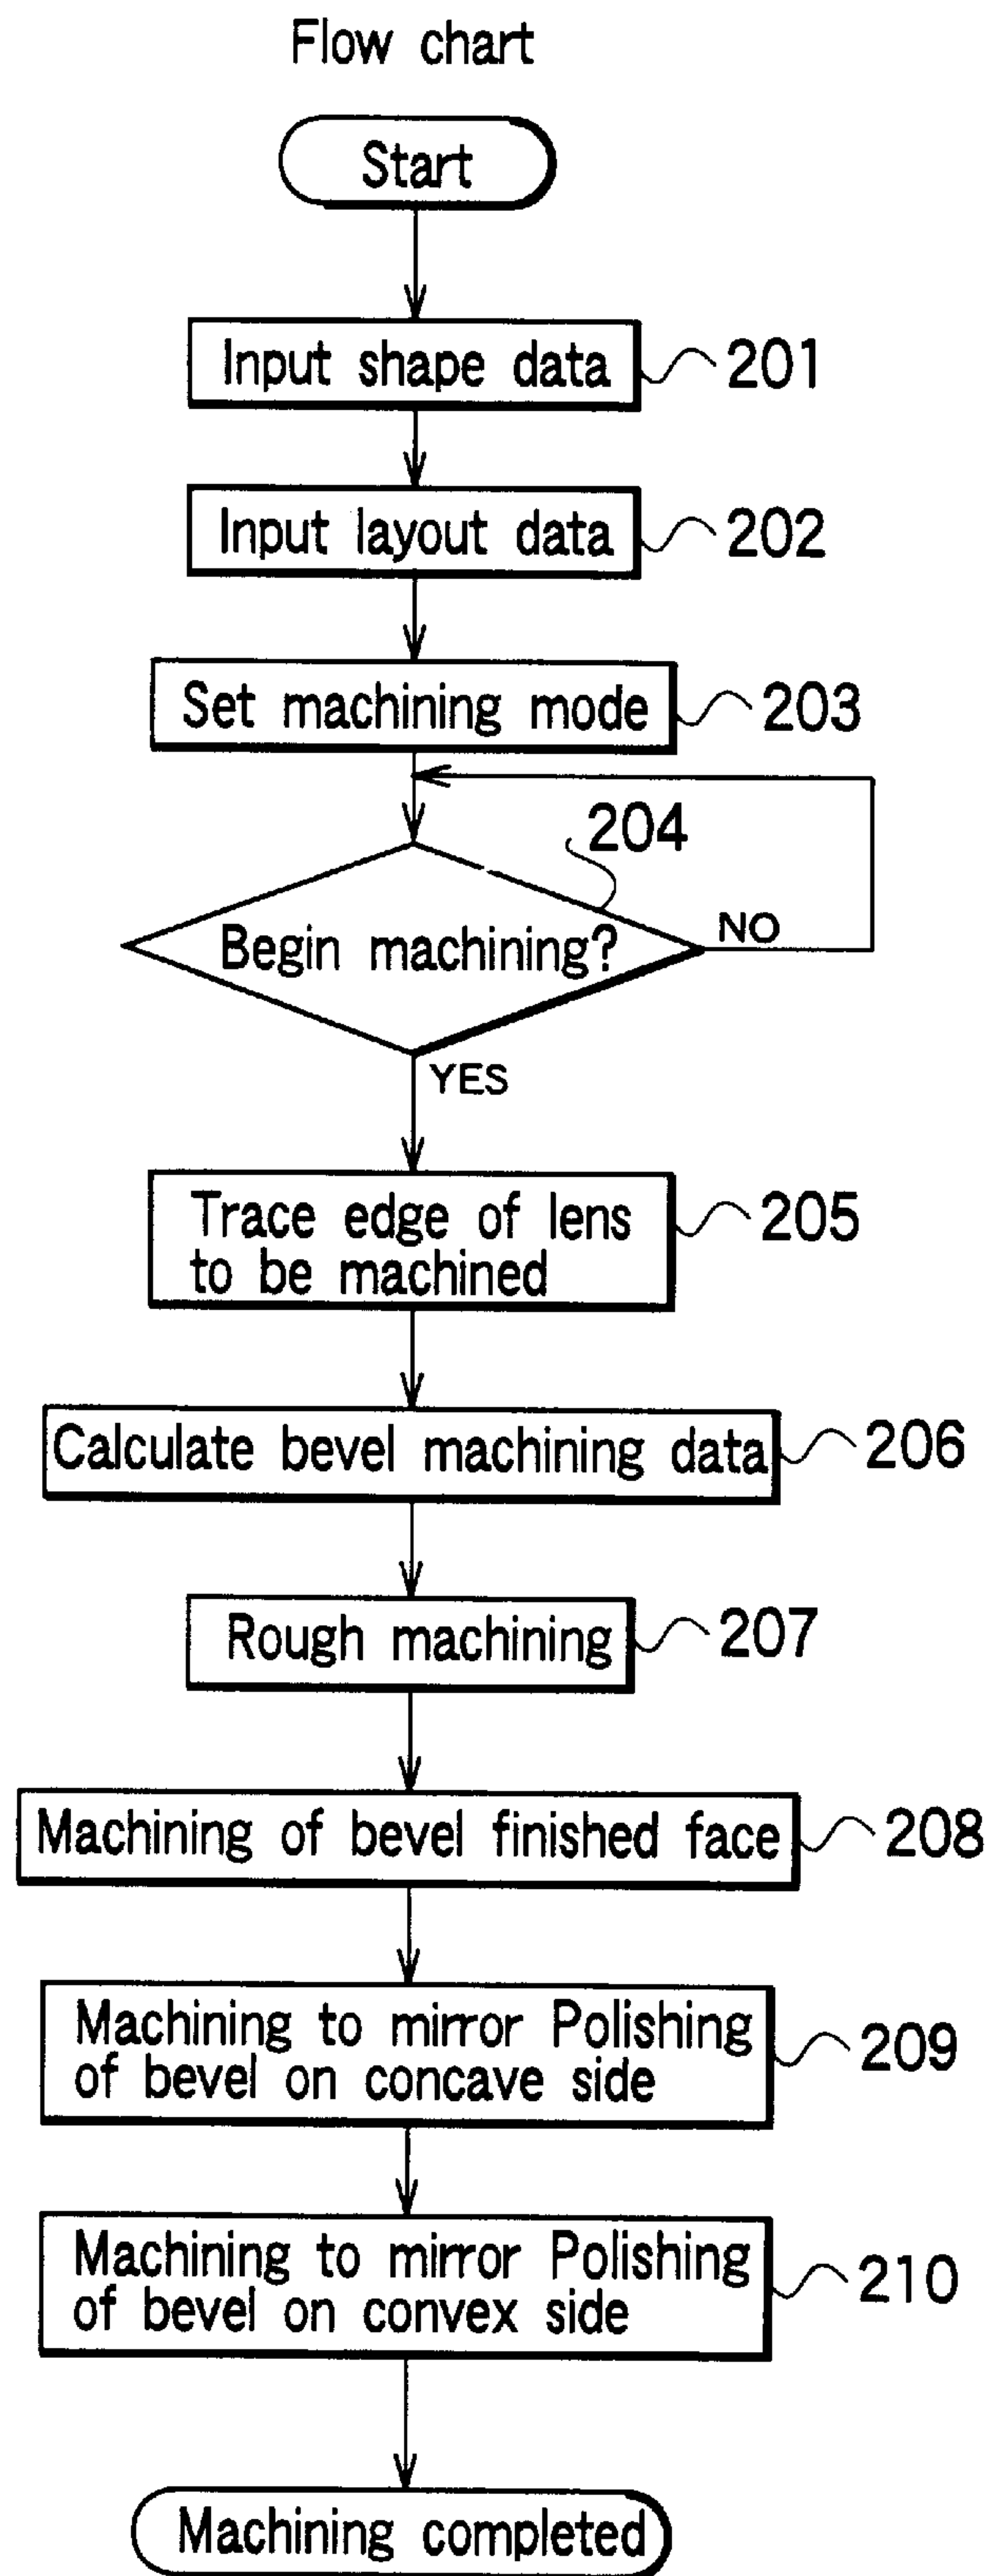 Flow chart
Start
Input shape data
201
Input layout data
202
Set machining mode
203
204
Begin machining?
NO
YES
Trace edge of lens
to be machined
205
Calculate bevel machining data
206
Rough machining
207
Machining of bevel finished face
208
Machining to mirror Polishing
of bevel on concave side
209
Machining to mirror Polishing
of bevel on convex side
210
Machining completed